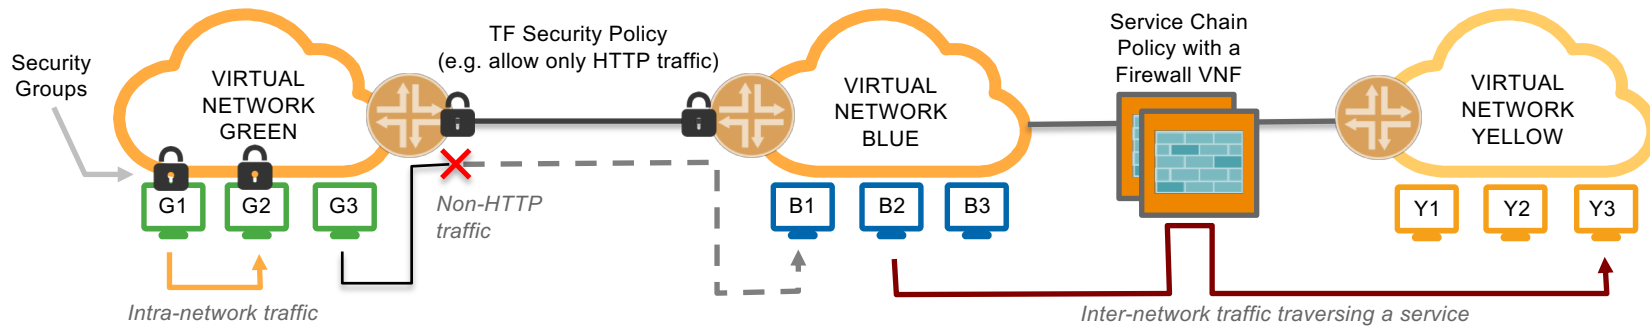 Security
Groups
VIRTUAL
NETWORK
GREEN
TF Security Policy
(e.g. allow only HTTP traffic)
VIRTUAL
NETWORK
BLUE
Service Chain
Policy with a
Firewall VNF
VIRTUAL
NETWORK
YELLOW
G1
G2
G3
Non-HTTP
traffic
B1
B2
B3
Y1
Y2
Y3
Intra-network traffic
Inter-network traffic traversing a service